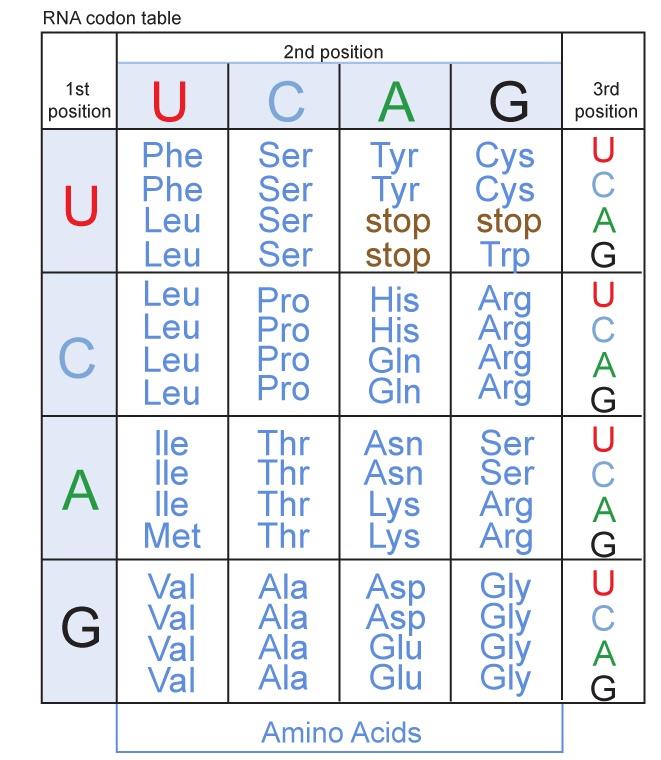 RNA codon table
2nd position
1st position
U C A G
3rd position
U
Phe Ser Tyr Cys U
Phe Ser Tyr Cys C
Leu Ser stop stop A
Leu Ser stop Trp G
C
Leu Pro His Arg U
Leu Pro His Arg C
Leu Pro Gln Arg A
Leu Pro Gln Arg G
A
Ile Thr Asn Ser U
Ile Thr Asn Ser C
Ile Thr Lys Arg A
Met Thr Lys Arg G
G
Val Ala Asp Gly U
Val Ala Asp Gly C
Val Ala Glu Gly A
Val Ala Glu Gly G
Amino Acids